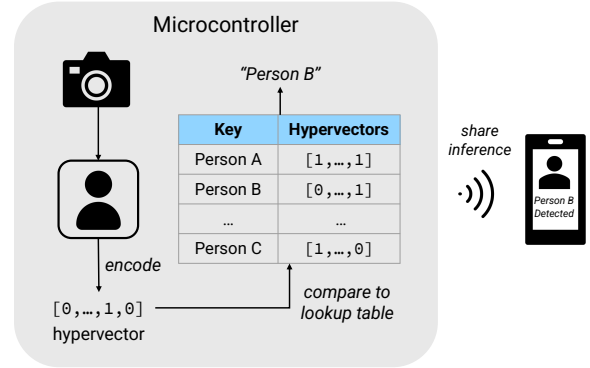 Microcontroller
“Person B”
Key Hypervectors
Person A [1,…,1]
Person B [0,…,1]
… …
Person C [1,…,0]
encode
[0,…,1,0]
hypervector
compare to
lookup table
share
inference
Person B
Detected